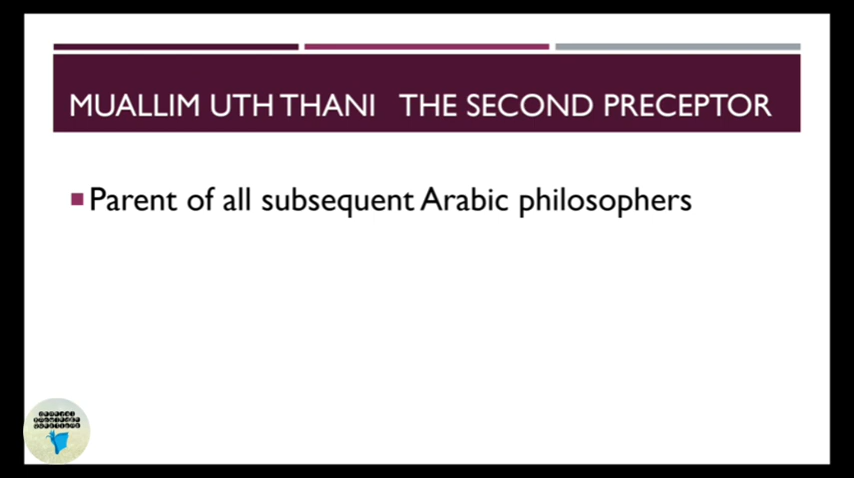 MUALLIM UTH THANI THE SECOND PRECEPTOR
Parent of all subsequent Arabic philosophers